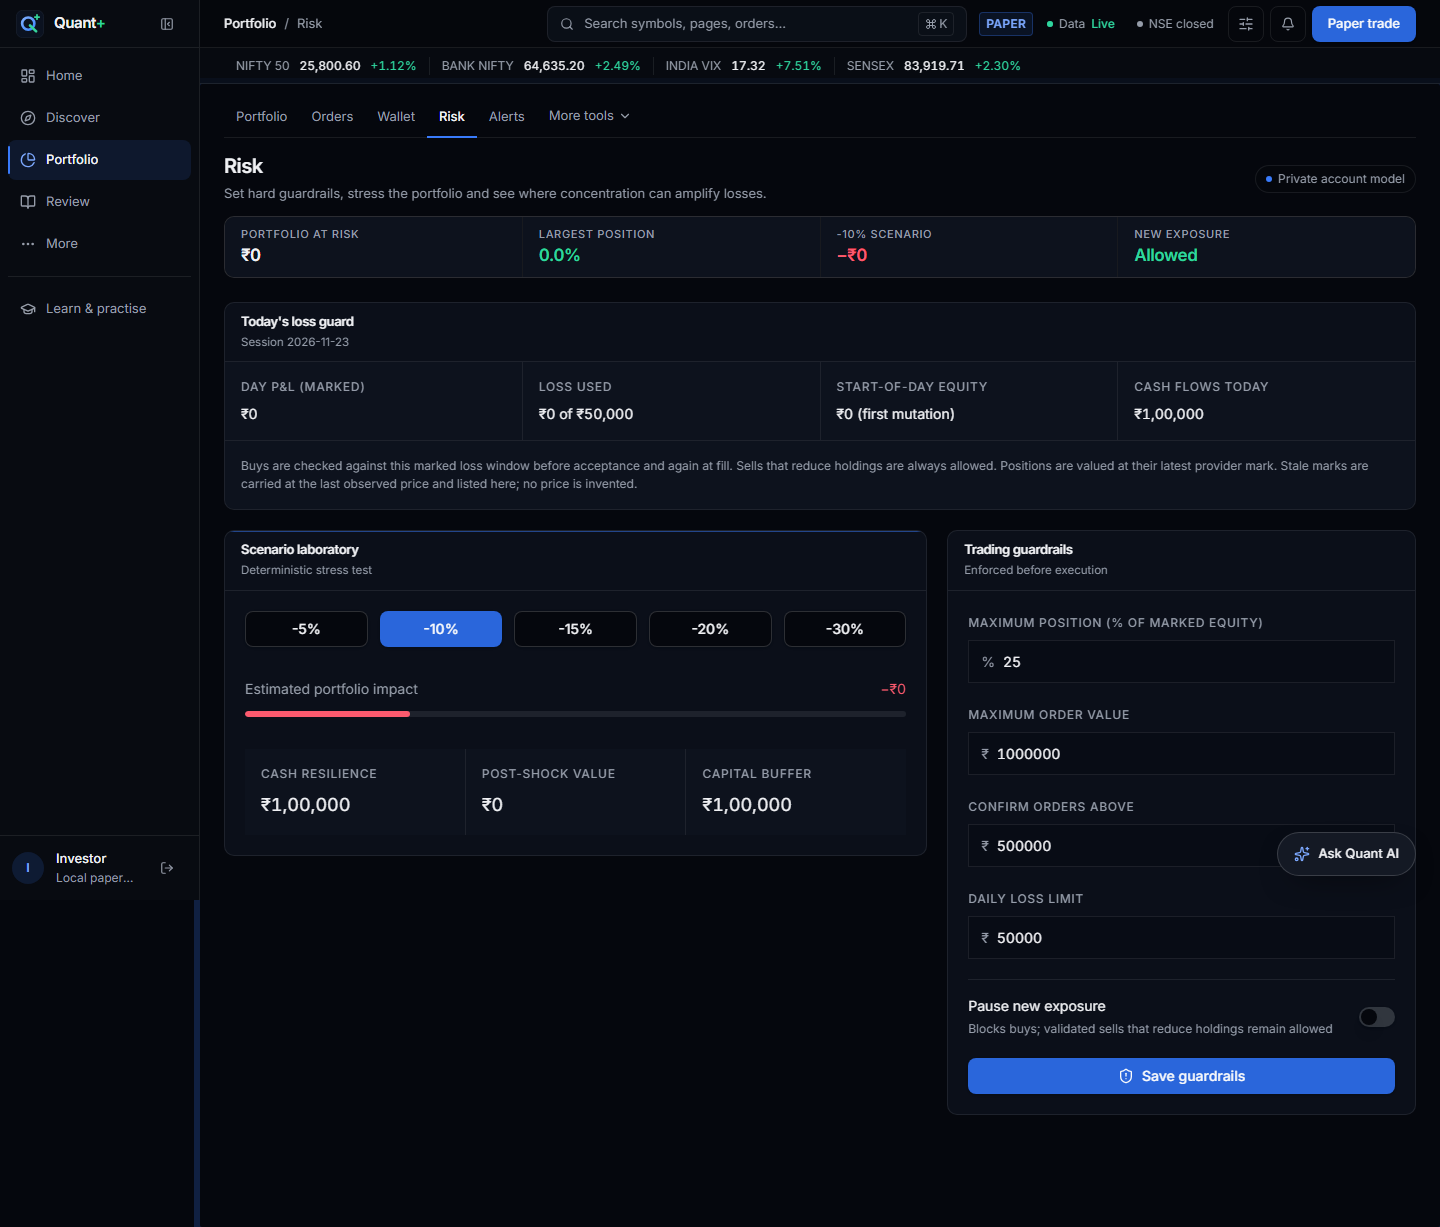 Quant+
Portfolio / Risk
Search symbols, pages, orders...
⌘ K
PAPER
Data Live
NSE closed
Paper trade
NIFTY 50 25,800.60 +1.12%
BANK NIFTY 64,635.20 +2.49%
INDIA VIX 17.32 +7.51%
SENSEX 83,919.71 +2.30%
Home
Discover
Portfolio
Review
More
Learn & practise
I
Investor
Local paper...
Portfolio Orders Wallet Risk Alerts More tools
Risk
Set hard guardrails, stress the portfolio and see where concentration can amplify losses.
Private account model
PORTFOLIO AT RISK
₹0
LARGEST POSITION
0.0%
-10% SCENARIO
−₹0
NEW EXPOSURE
Allowed
Today's loss guard
Session 2026-11-23
DAY P&L (MARKED)
₹0
LOSS USED
₹0 of ₹50,000
START-OF-DAY EQUITY
₹0 (first mutation)
CASH FLOWS TODAY
₹1,00,000
Buys are checked against this marked loss window before acceptance and again at fill. Sells that reduce holdings are always allowed. Positions are valued at their latest provider mark. Stale marks are
carried at the last observed price and listed here; no price is invented.
Scenario laboratory
Deterministic stress test
-5% -10% -15% -20% -30%
Estimated portfolio impact −₹0
CASH RESILIENCE
₹1,00,000
POST-SHOCK VALUE
₹0
CAPITAL BUFFER
₹1,00,000
Trading guardrails
Enforced before execution
MAXIMUM POSITION (% OF MARKED EQUITY)
% 25
MAXIMUM ORDER VALUE
₹ 1000000
CONFIRM ORDERS ABOVE
₹ 500000
Ask Quant AI
DAILY LOSS LIMIT
₹ 50000
Pause new exposure
Blocks buys; validated sells that reduce holdings remain allowed
Save guardrails